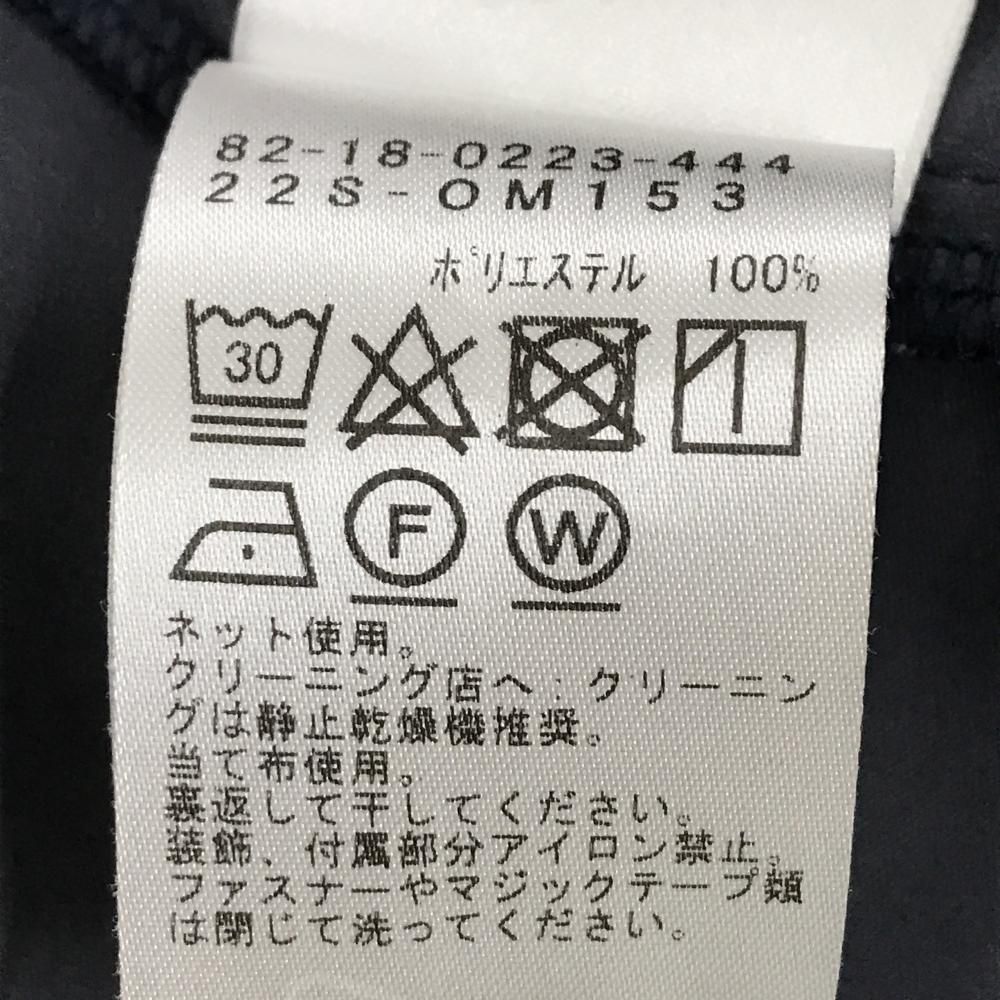 82-18-0223-444
22S-OM153
ポリエステル 100%
30
F W
ネット使用。
クリーニング店へ：クリーニン
グは静止乾燥機推奨。
当て布使用。
裏返して干してください。
装飾、付属部分アイロン禁止。
ファスナーやマジックテープ類
は閉じて洗ってください。